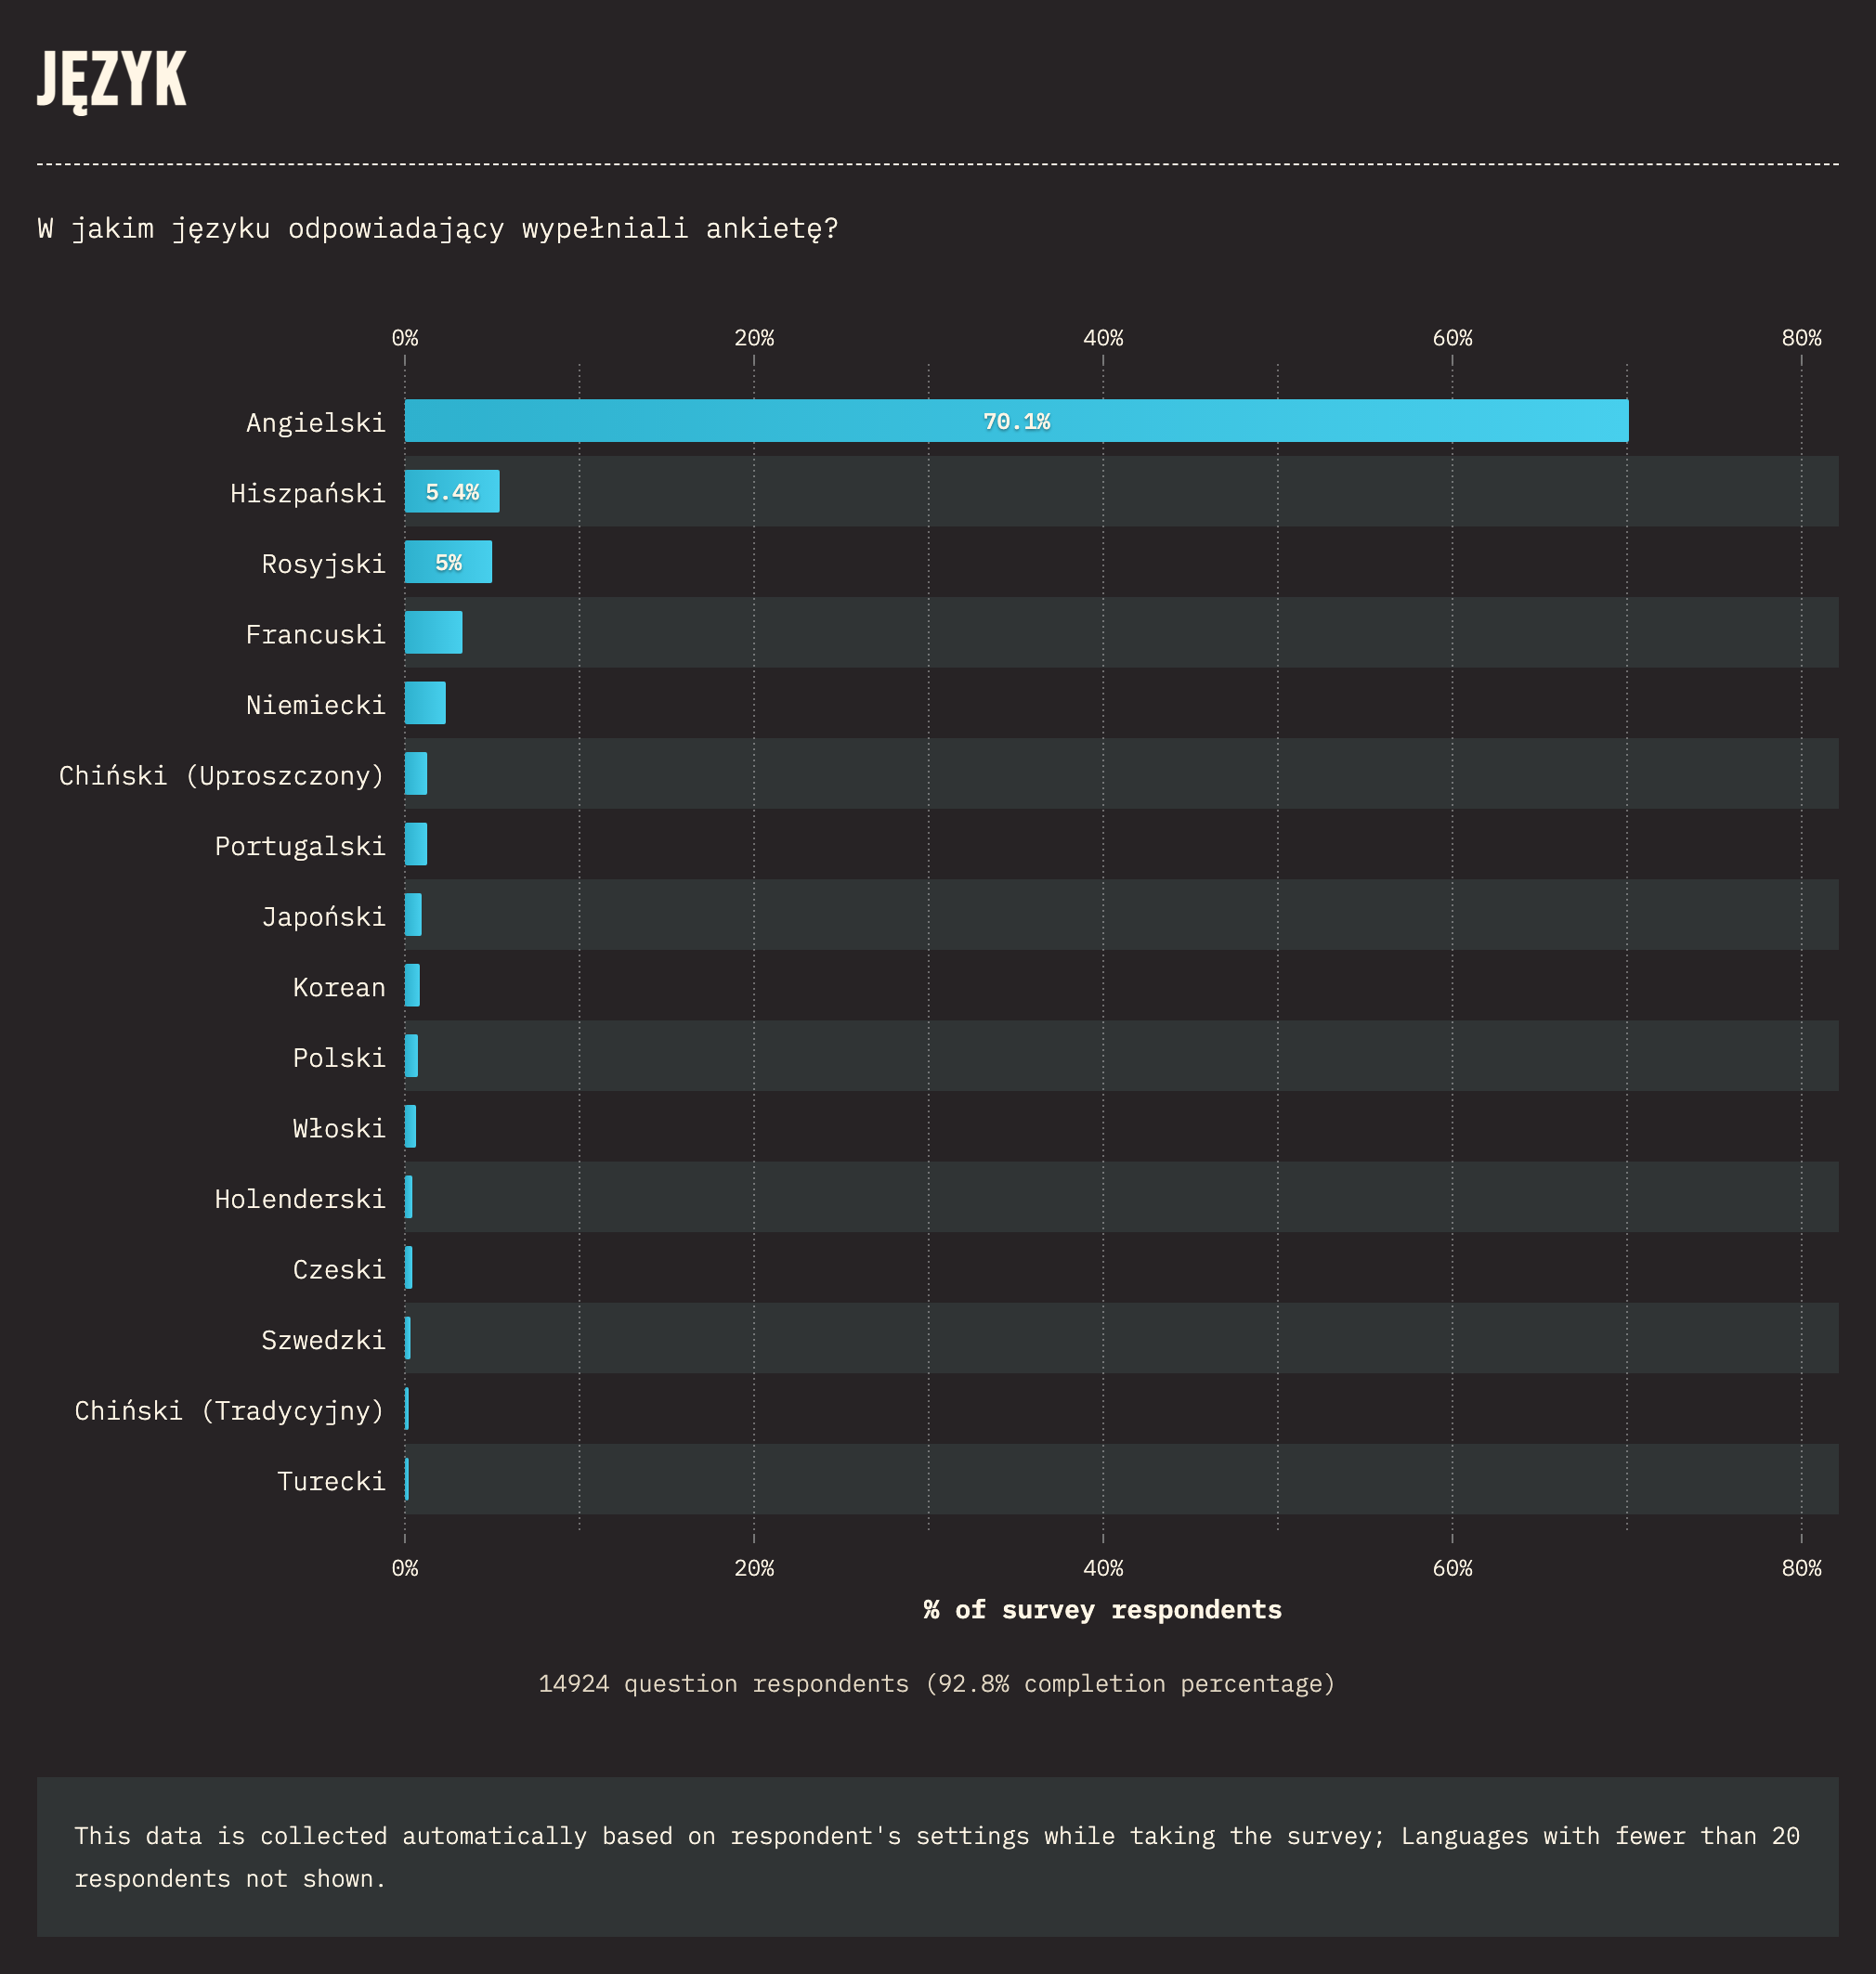 JĘZYK
W jakim języku odpowiadający wypełniali ankietę?
0% 20% 40% 60% 80%
Angielski 70.1%
Hiszpański 5.4%
Rosyjski 5%
Francuski
Niemiecki
Chiński (Uproszczony)
Portugalski
Japoński
Korean
Polski
Włoski
Holenderski
Czeski
Szwedzki
Chiński (Tradycyjny)
Turecki
0% 20% 40% 60% 80%
% of survey respondents
14924 question respondents (92.8% completion percentage)
This data is collected automatically based on respondent's settings while taking the survey; Languages with fewer than 20
respondents not shown.